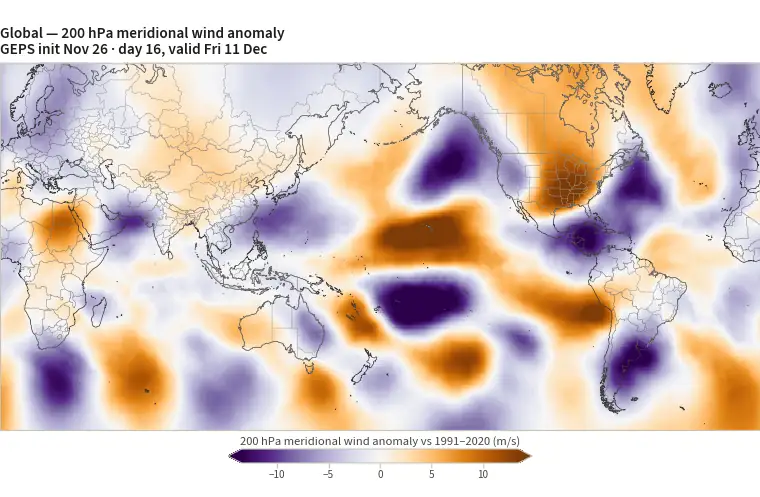 Global — 200 hPa meridional wind anomaly
GEPS init Nov 26 · day 16, valid Fri 11 Dec
200 hPa meridional wind anomaly vs 1991–2020 (m/s)
−10 −5 0 5 10